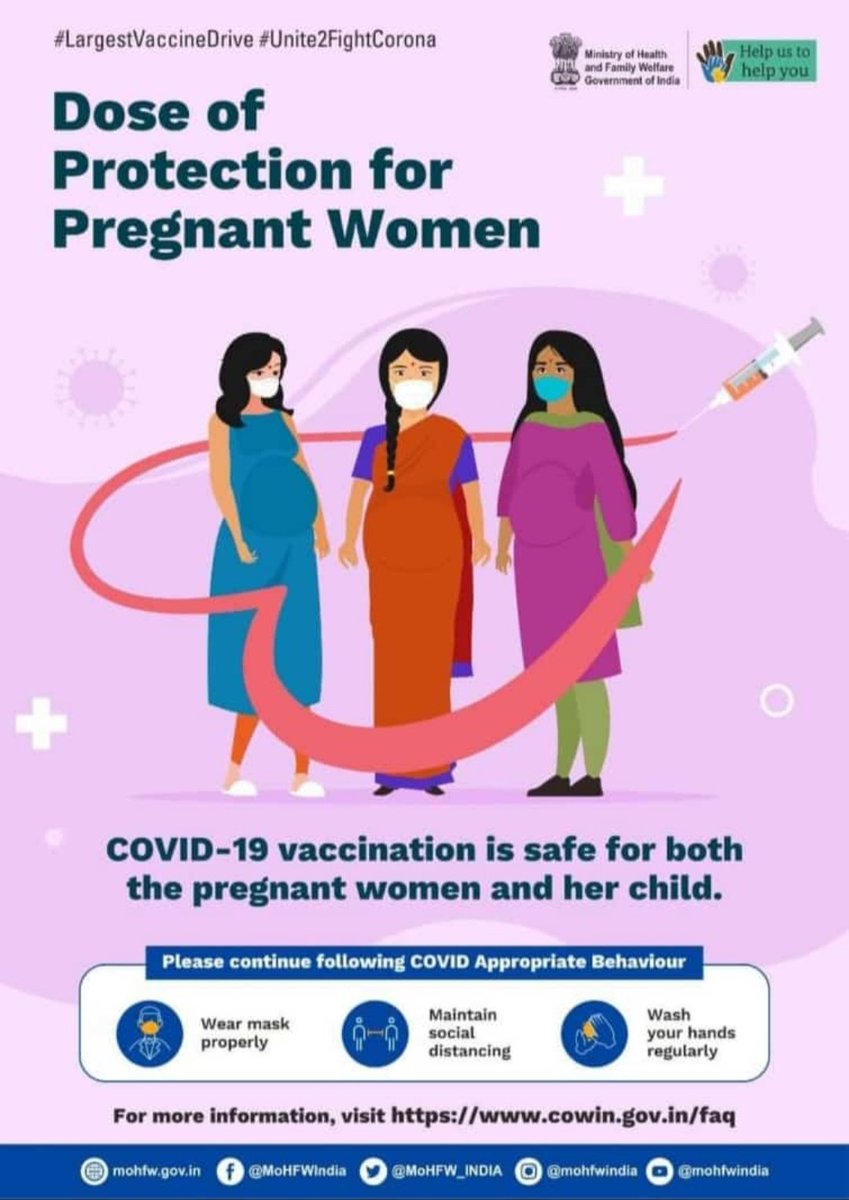 #LargestVaccineDrive #Unite2FightCorona
Ministry of Health
and Family Welfare
Government of India
Help us to
help you
Dose of
Protection for
Pregnant Women
COVID-19 vaccination is safe for both
the pregnant women and her child.
Please continue following COVID Appropriate Behaviour
Wear mask
properly
Maintain
social
distancing
Wash
your hands
regularly
For more information, visit https://www.cowin.gov.in/faq
mohfw.gov.in @MoHFWIndia @MoHFW_INDIA @mohfwindia @mohfwindia